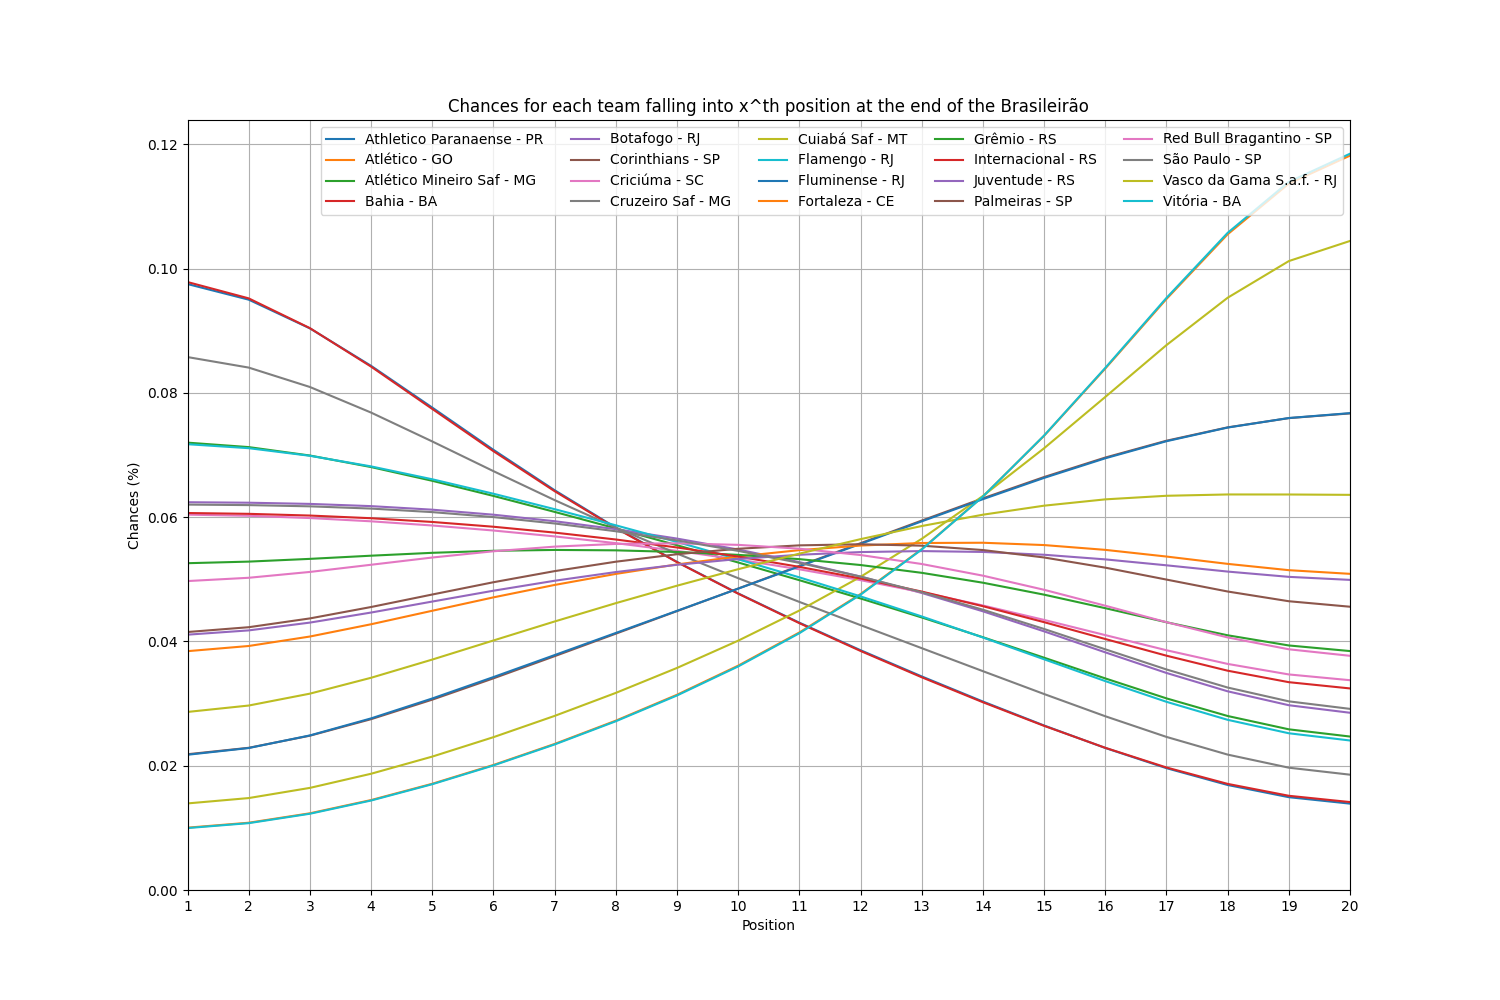 Chances for each team falling into x^th position at the end of the Brasileirão
Athletico Paranaense - PR
Atlético - GO
Atlético Mineiro Saf - MG
Bahia - BA
Botafogo - RJ
Corinthians - SP
Criciúma - SC
Cruzeiro Saf - MG
Cuiabá Saf - MT
Flamengo - RJ
Fluminense - RJ
Fortaleza - CE
Grêmio - RS
Internacional - RS
Juventude - RS
Palmeiras - SP
Red Bull Bragantino - SP
São Paulo - SP
Vasco da Gama S.a.f. - RJ
Vitória - BA
Chances (%)
0.12
0.10
0.08
0.06
0.04
0.02
0.00
1 2 3 4 5 6 7 8 9 10 11 12 13 14 15 16 17 18 19 20
Position